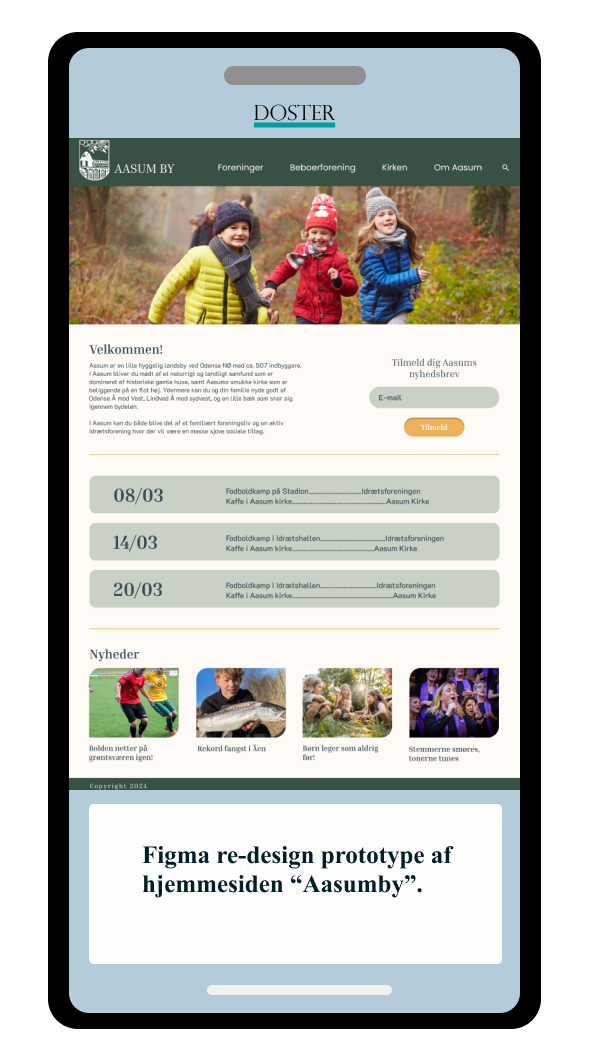 DOSTER
AASUM BY
Foreninger
Beboerforening
Kirken
Om Aasum
Velkommen!
Aasum er en lille hyggelig landsby ved Odense NØ med ca. 507 indbyggere.
I Aasum bliver du mødt af et naturrigt og landligt samfund som er
domineret af historiske gamle huse, samt Aasums smukke kirke som er
beliggende på en flot høj. Ydermere kan du og din familie nyde godt af
Odense Å mod Vest, Lindved Å mod sydvest, og en lille bæk som snor sig
igennem bydelen.
I Aasum kan du både blive del af et familiært foreningsliv og en aktiv
idrætsforening hvor der vil være en masse sjove sociale tiltag.
Tilmeld dig Aasums
nyhedsbrev
E-mail
Tilmeld
08/03
Fodboldkamp på Stadion.............................Idrætsforeningen
Kaffe i Aasum kirke...................................................Aasum Kirke
14/03
Fodboldkamp i idrætshallen...................................Idrætsforeningen
Kaffe i Aasum kirke.............................................Aasum Kirke
20/03
Fodboldkamp i idrætshallen..............................Idrætsforeningen
Kaffe i Aasum kirke.......................................................Aasum Kirke
Nyheder
Bolden netter på
grøntsværen igen!
Rekord fangst i Åen
Børn leger som aldrig
før!
Stemmerne smøres,
tonerne tunes
Copyright 2024
Figma re-design prototype af
hjemmesiden “Aasumby”.